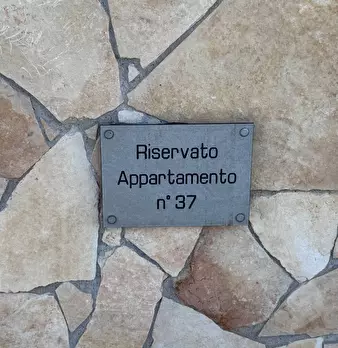 Riservato
Appartamento
n° 37